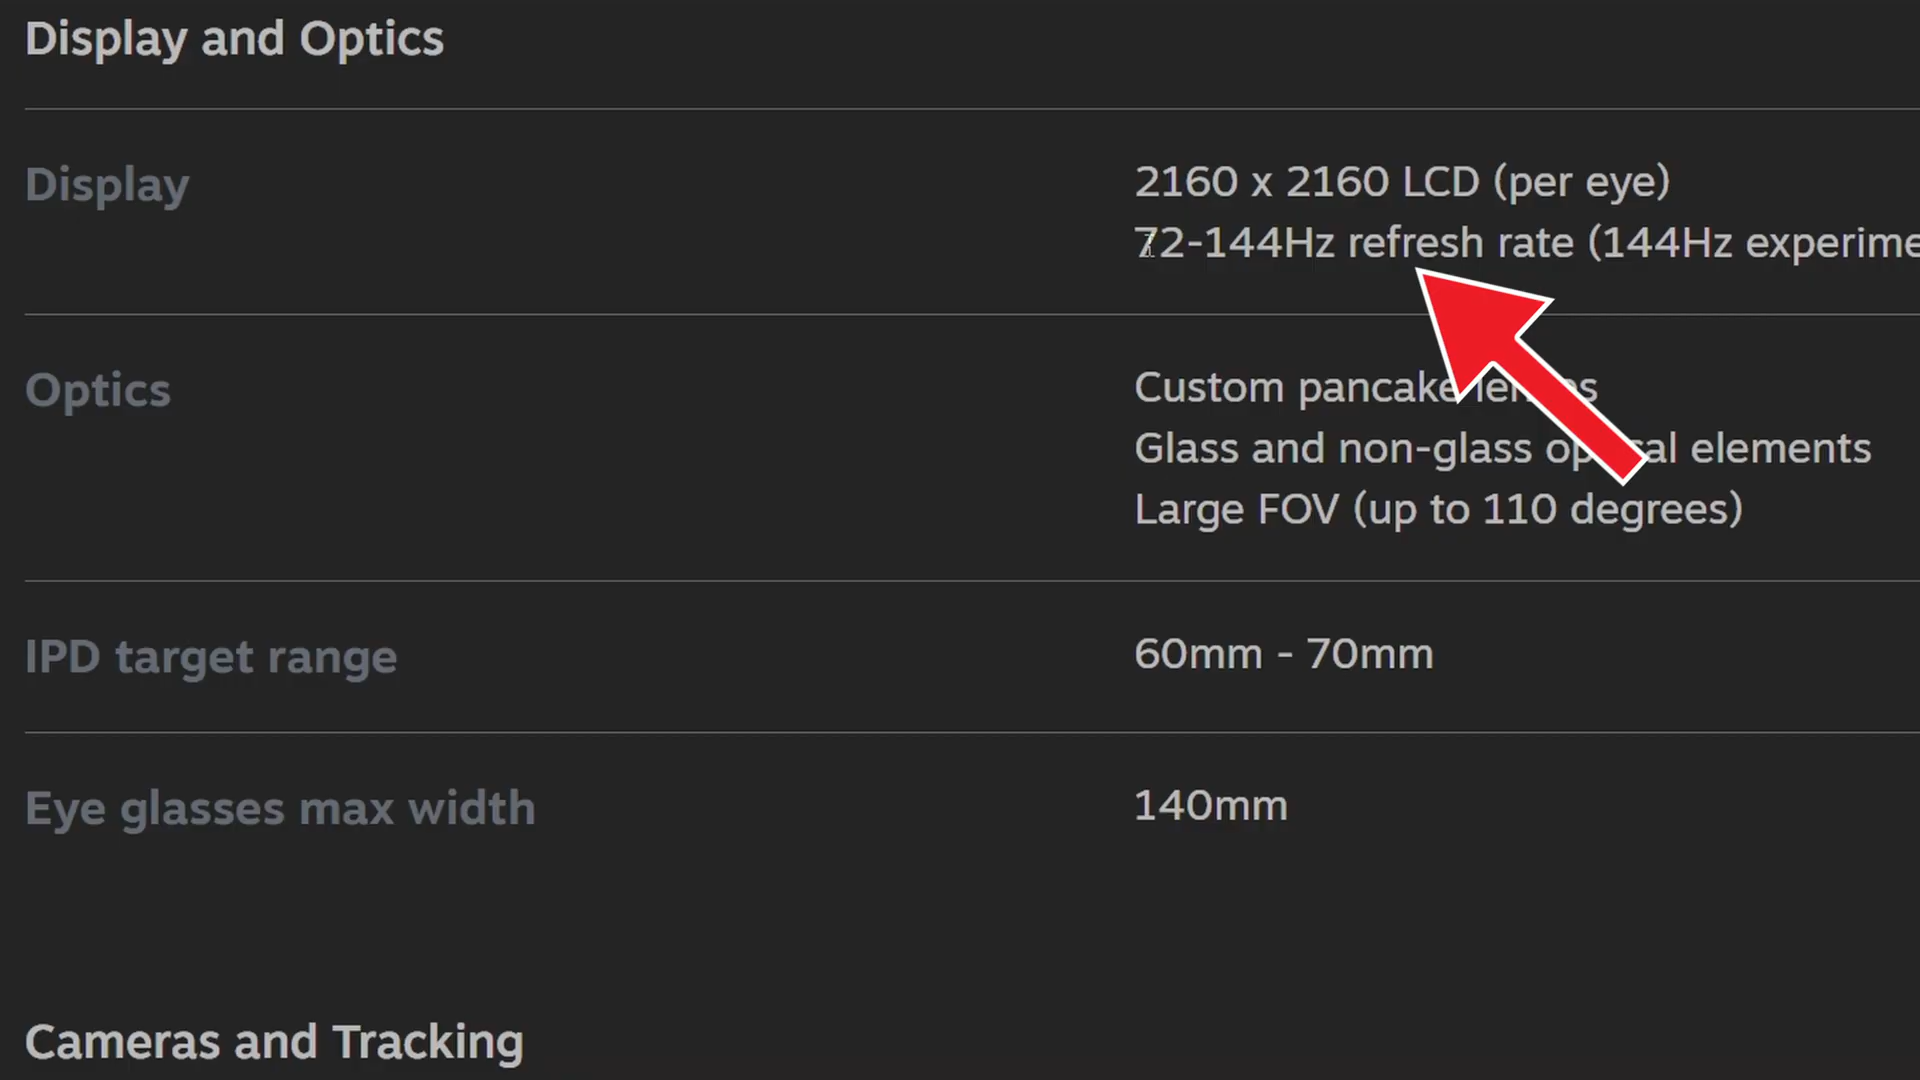 Display and Optics
Display
2160 x 2160 LCD (per eye)
72-144Hz refresh rate (144Hz
Optics
Custom pancake lenses
Glass and non-glass optical elements
Large FOV (up to 110 degrees)
IPD target range
60mm - 70mm
Eye glasses max width
140mm
Cameras and Tracking